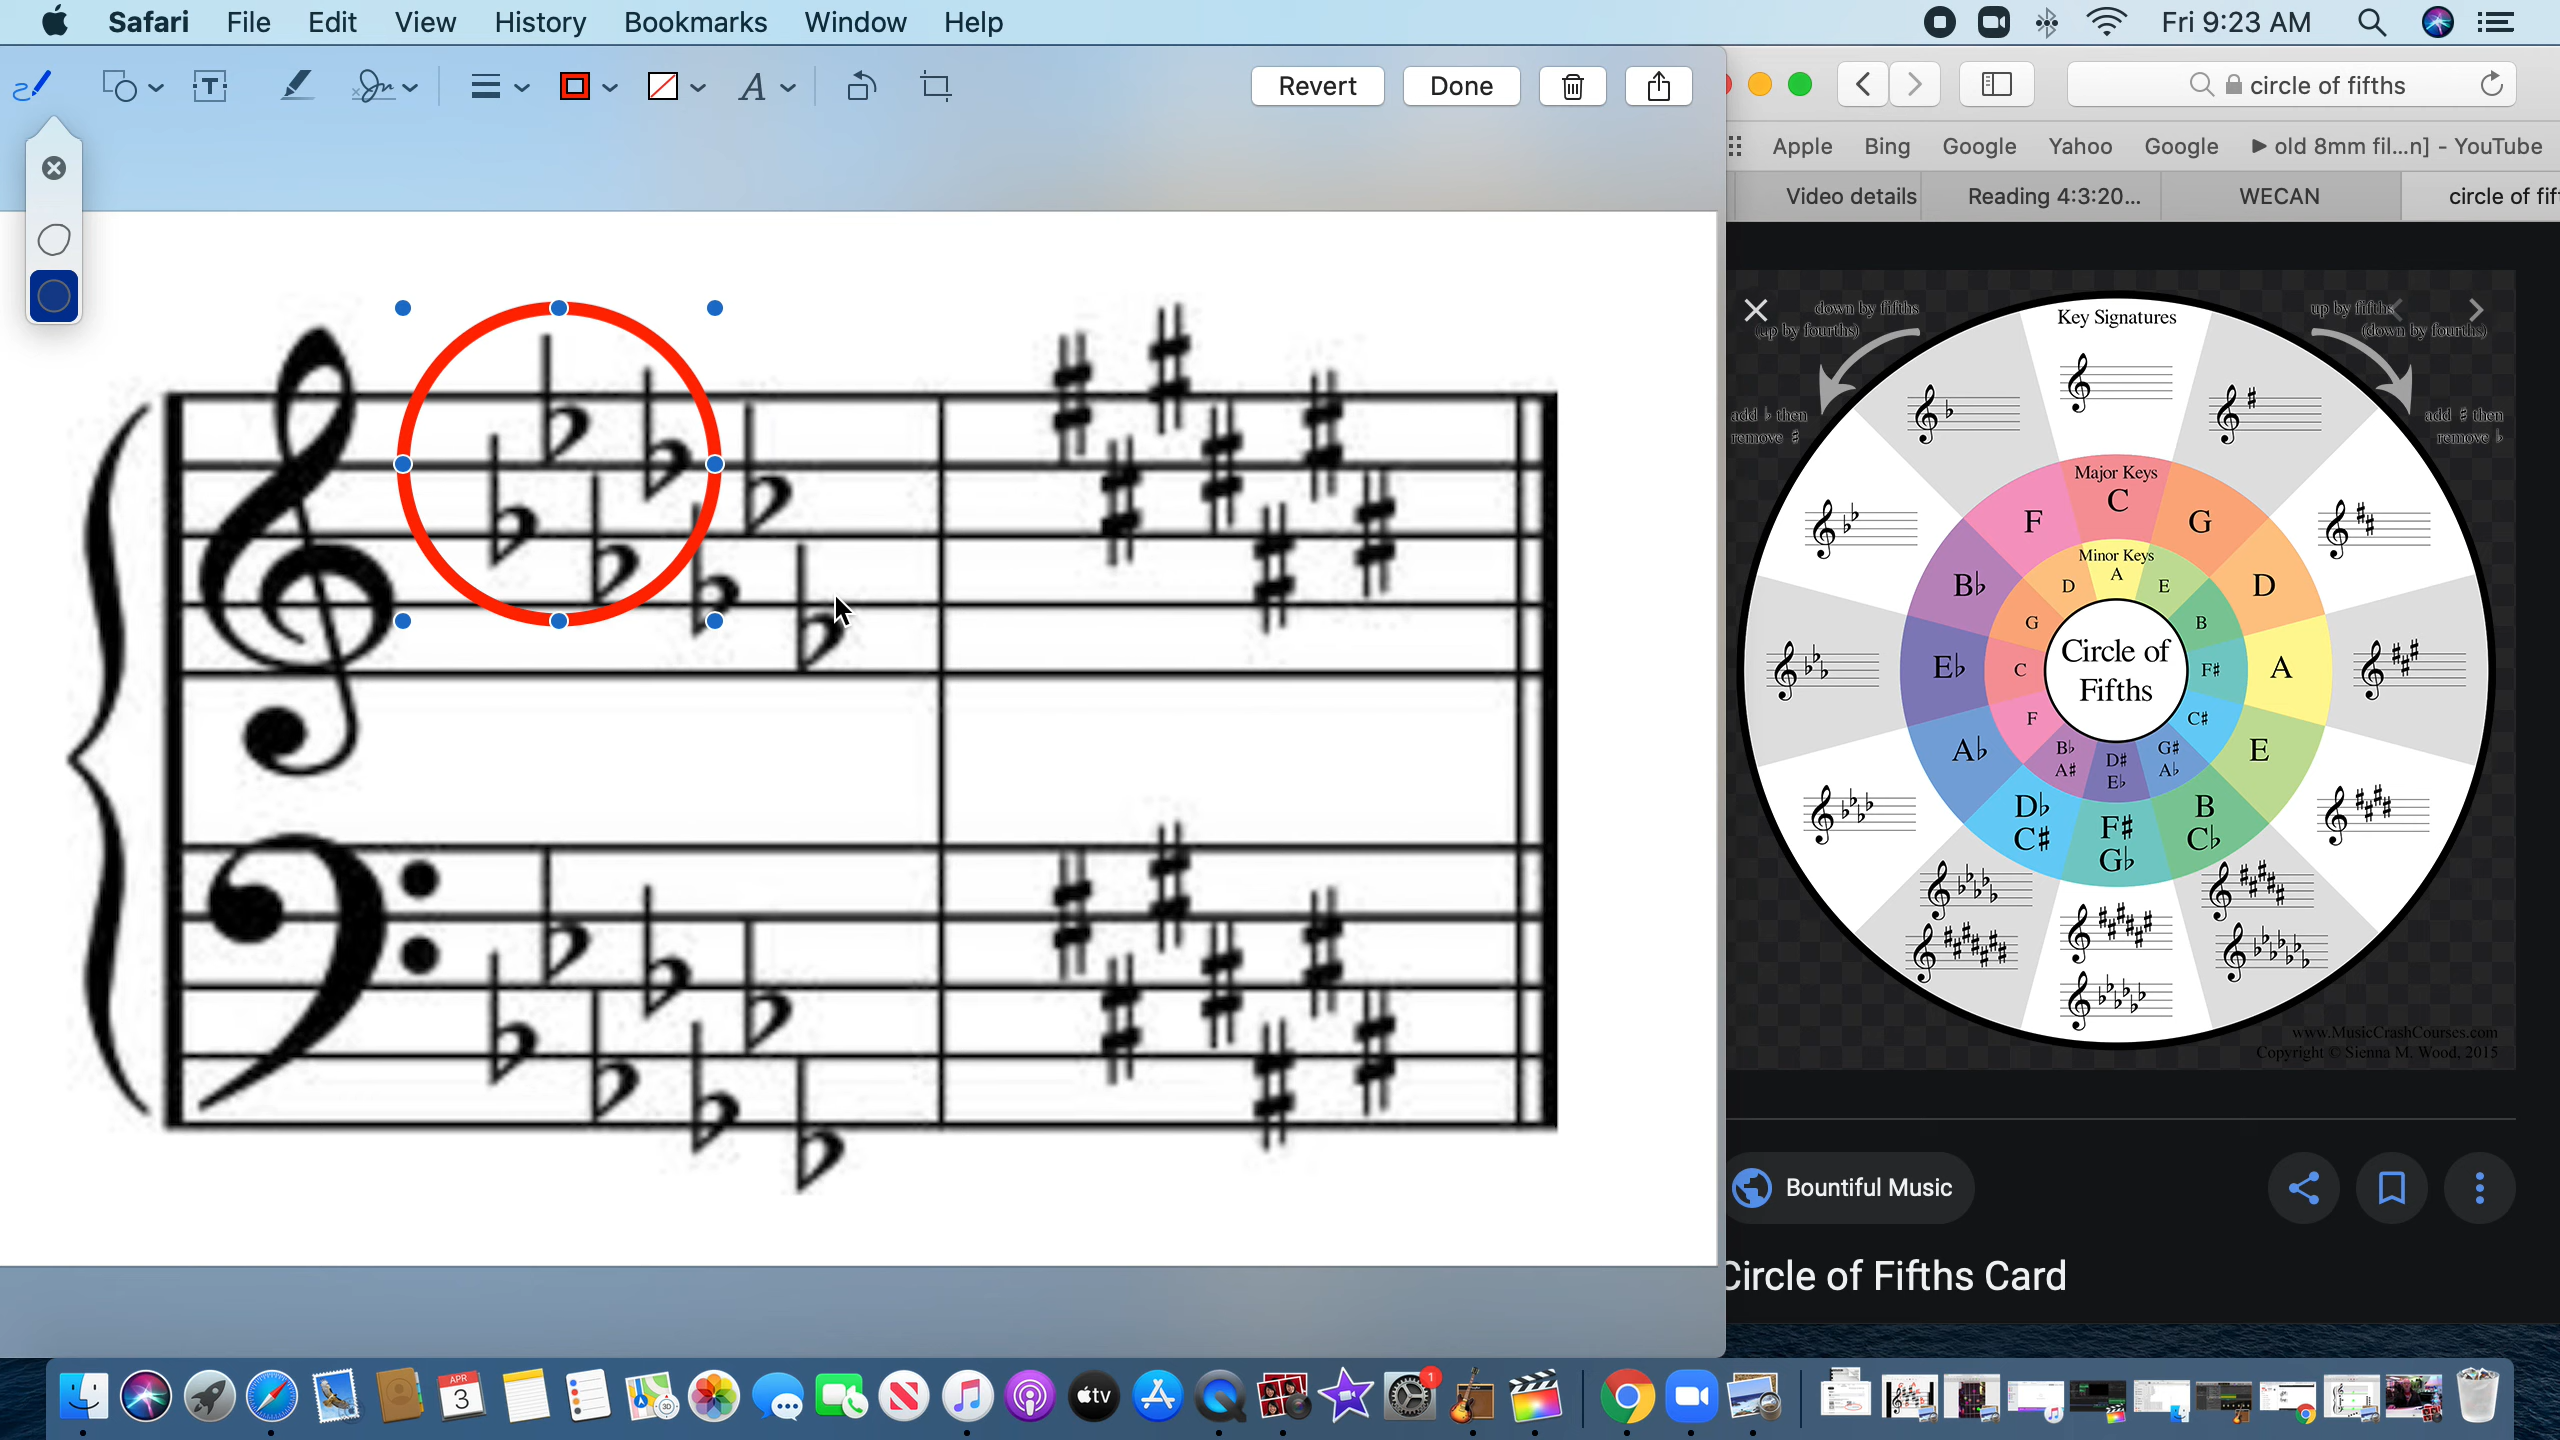 Safari File Edit View History Bookmarks Window Help Fri 9:23 AM
T A Revert Done circle of fifths
Apple Bing Google Yahoo Google ▶ old 8mm fil...n] - YouTube
Video details Reading 4:3:20... WECAN circle of fif
down by fifths
(up by fourths)
Key Signatures
up by fifths
(down by fourths)
add ♭ then
remove ♯
add ♯ then
remove ♭
Major Keys
C
F G
B♭ D
E♭ A
A♭ E
D♭
C♯
F♯
G♭
B
C♭
Minor Keys
A
D E
G B
C F♯
F C♯
B♭
A♯
D♯
E♭
G♯
A♭
Circle of
Fifths
www.MusicCrashCourses.com
Copyright © Sienna M. Wood, 2015
Bountiful Music
Circle of Fifths Card
APR
3
tv
1